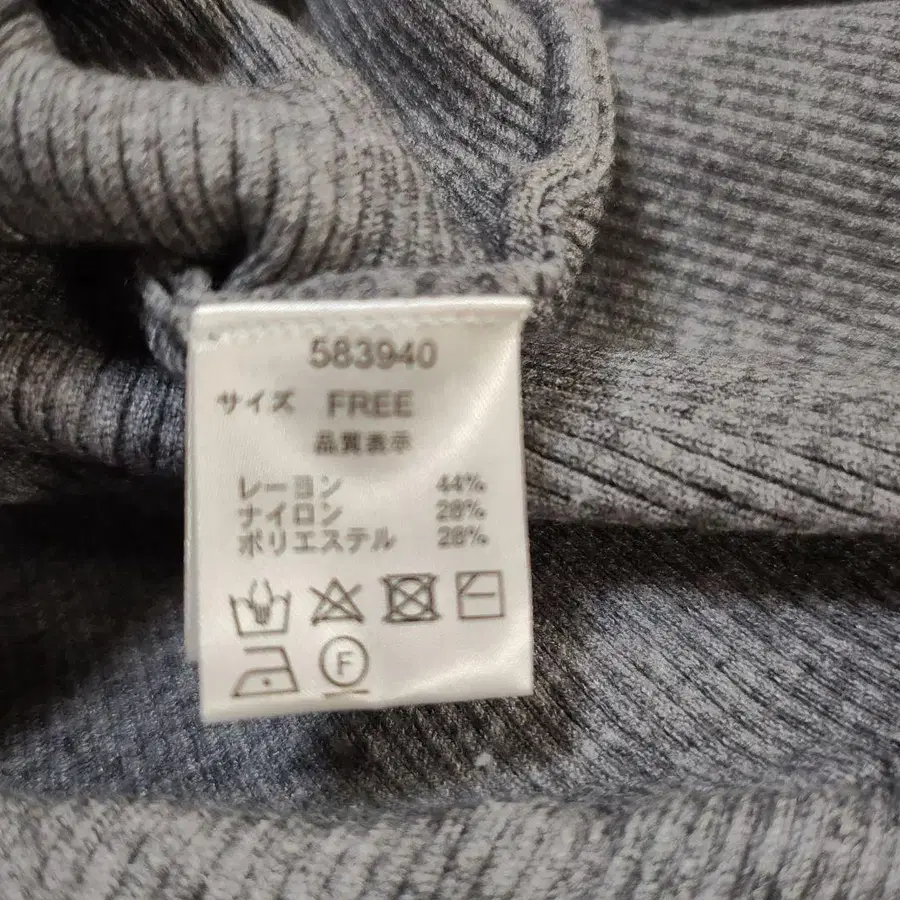 583940
サイズ FREE
品質表示
レーヨン 44%
ナイロン 28%
ポリエステル 28%
F